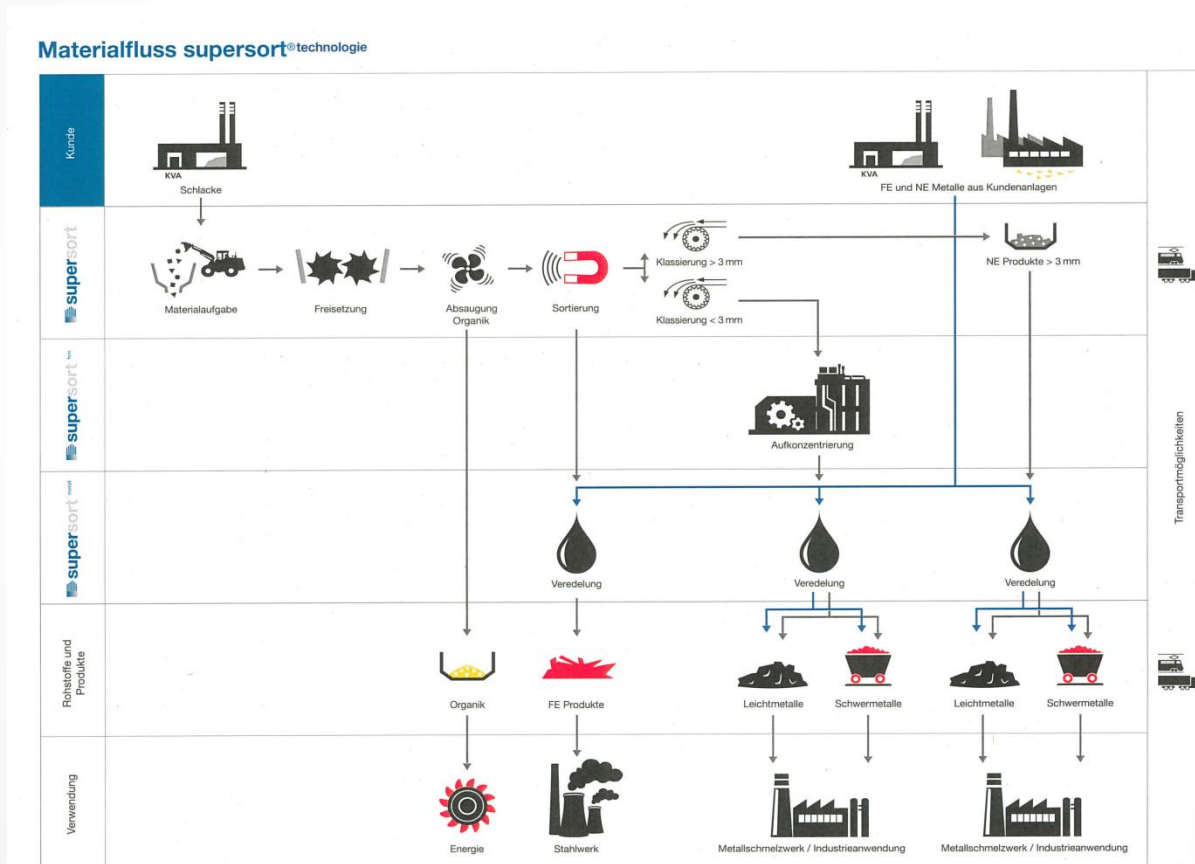 Materialfluss supersort®technologie
Kunde
KVA
Schlacke
KVA
FE und NE Metalle aus Kundenanlagen
supersort
Materialaufgabe
Freisetzung
Absaugung
Organik
Sortierung
Klassierung > 3 mm
Klassierung < 3 mm
NE Produkte > 3 mm
supersort
Aufkonzentrierung
supersort metall
Veredelung
Veredelung
Veredelung
Transportmöglichkeiten
Rohstoffe und
Produkte
Organik
FE Produkte
Leichtmetalle
Schwermetalle
Leichtmetalle
Schwermetalle
Verwendung
Energie
Stahlwerk
Metallschmelzwerk / Industrieanwendung
Metallschmelzwerk / Industrieanwendung